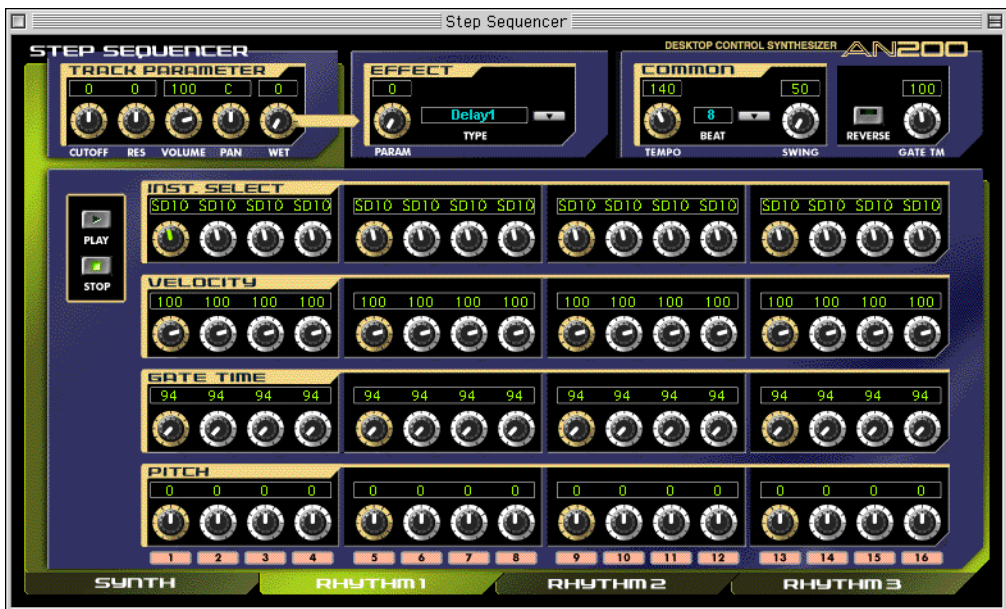 Step Sequencer
STEP SEQUENCER
DESKTOP CONTROL SYNTHESIZER AN200
TRACK PARAMETER
0 0 100 C 0
CUTOFF RES VOLUME PAN WET
EFFECT
0
Delay1
TYPE
PARAM
COMMON
140 50
8
BEAT
TEMPO SWING
100
REVERSE
GATE TM
PLAY
STOP
INST. SELECT
SD10 SD10 SD10 SD10 SD10 SD10 SD10 SD10 SD10 SD10 SD10 SD10 SD10 SD10 SD10 SD10
VELOCITY
100 100 100 100 100 100 100 100 100 100 100 100 100 100 100 100
GATE TIME
94 94 94 94 94 94 94 94 94 94 94 94 94 94 94 94
PITCH
0 0 0 0 0 0 0 0 0 0 0 0 0 0 0 0
1 2 3 4 5 6 7 8 9 10 11 12 13 14 15 16
SYNTH RHYTHM 1 RHYTHM 2 RHYTHM 3